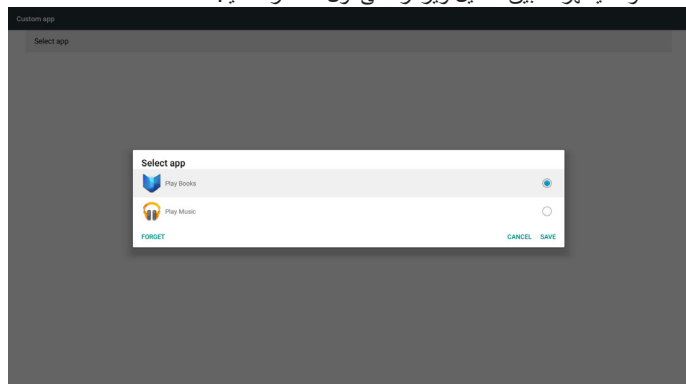 Custom app
Select app
Select app
Play Books
Play Music
FORGET
CANCEL SAVE